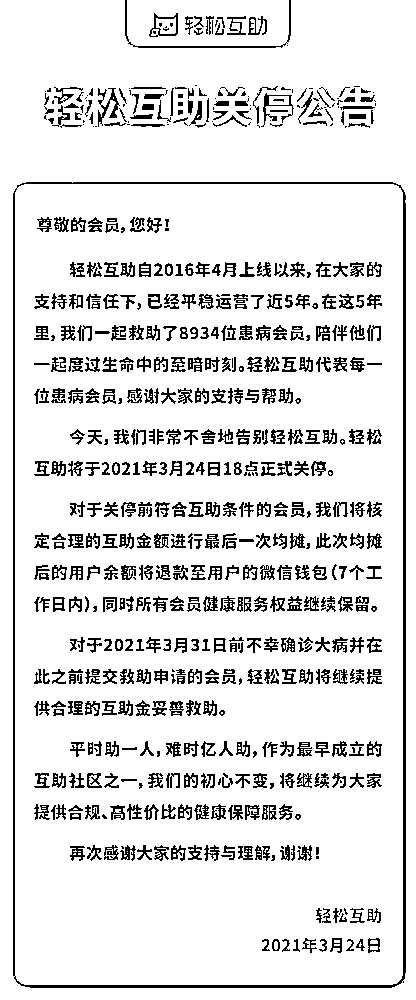 轻松互助
轻松互助关停公告
尊敬的会员，您好！
轻松互助自2016年4月上线以来，在大家的
支持和信任下，已经平稳运营了近5年。在这5年
里，我们一起救助了8934位患病会员，陪伴他们
一起度过生命中的至暗时刻。轻松互助代表每一
位患病会员，感谢大家的支持与帮助。
今天，我们非常不舍地告别轻松互助。轻松
互助将于2021年3月24日18点正式关停。
对于关停前符合互助条件的会员，我们将核
定合理的互助金额进行最后一次均摊，此次均摊
后的用户余额将退款至用户的微信钱包（7个工
作日内），同时所有会员健康服务权益继续保留。
对于2021年3月31日前不幸确诊大病并在
此之前提交救助申请的会员，轻松互助将继续提
供合理的互助金妥善救助。
平时助一人，难时亿人助，作为最早成立的
互助社区之一，我们的初心不变，将继续为大家
提供合规、高性价比的健康保障服务。
再次感谢大家的支持与理解，谢谢！
轻松互助
2021年3月24日